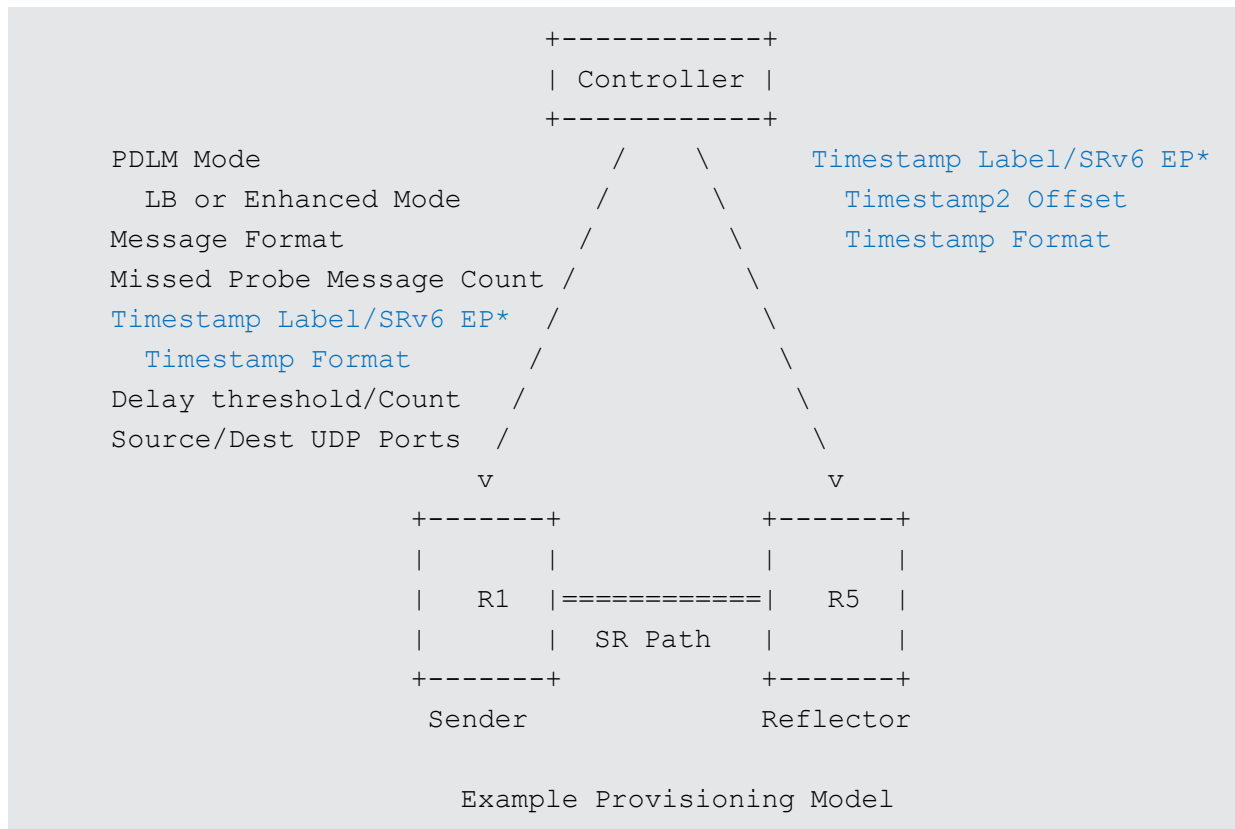 +------------+
| Controller |
+------------+
PDLM Mode / \ Timestamp Label/SRv6 EP*
LB or Enhanced Mode / \ Timestamp2 Offset
Message Format / \ Timestamp Format
Missed Probe Message Count / \
Timestamp Label/SRv6 EP* / \
Timestamp Format / \
Delay threshold/Count / \
Source/Dest UDP Ports / \
v v
+-------+ +-------+
| | | |
| R1 |============| R5 |
| | SR Path | |
+-------+ +-------+
Sender Reflector
Example Provisioning Model